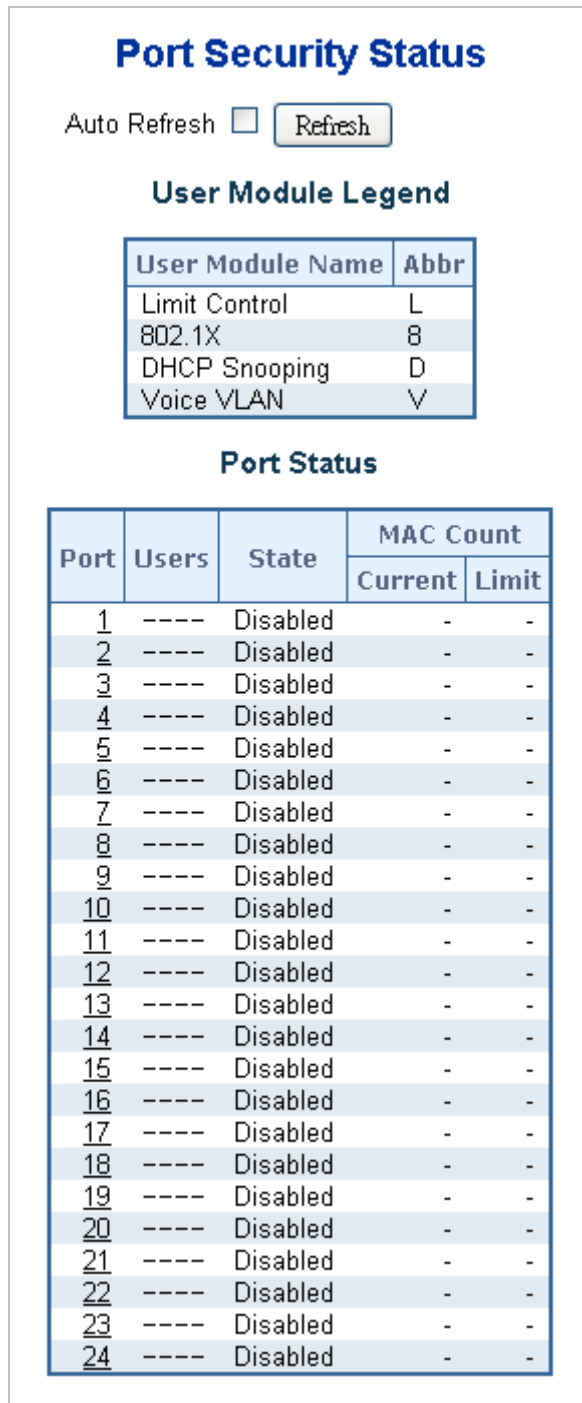 Port Security Status
Auto Refresh Refresh
User Module Legend
User Module Name Abbr
Limit Control L
802.1X 8
DHCP Snooping D
Voice VLAN V
Port Status
Port Users State MAC Count
Current Limit
1 ---- Disabled - -
2 ---- Disabled - -
3 ---- Disabled - -
4 ---- Disabled - -
5 ---- Disabled - -
6 ---- Disabled - -
7 ---- Disabled - -
8 ---- Disabled - -
9 ---- Disabled - -
10 ---- Disabled - -
11 ---- Disabled - -
12 ---- Disabled - -
13 ---- Disabled - -
14 ---- Disabled - -
15 ---- Disabled - -
16 ---- Disabled - -
17 ---- Disabled - -
18 ---- Disabled - -
19 ---- Disabled - -
20 ---- Disabled - -
21 ---- Disabled - -
22 ---- Disabled - -
23 ---- Disabled - -
24 ---- Disabled - -